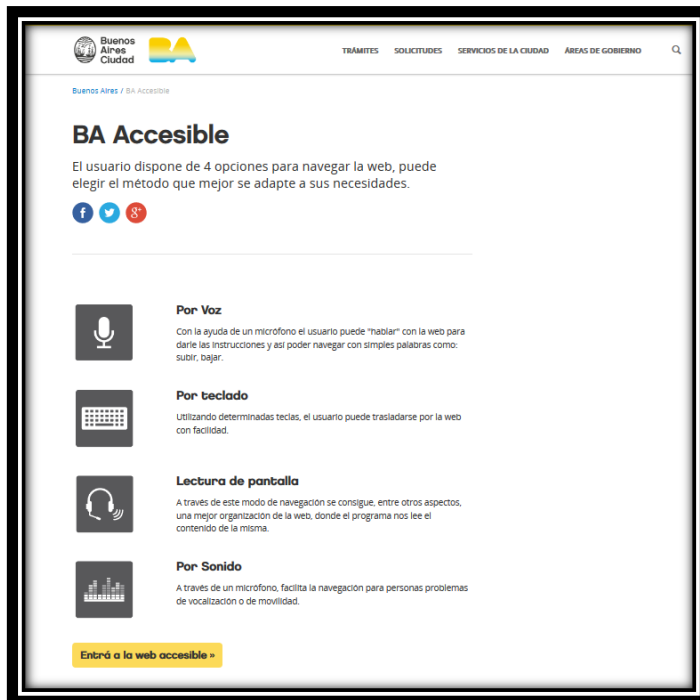 Buenos
Aires
Ciudad
BA
TRÁMITES SOLICITUDES SERVICIOS DE LA CIUDAD ÁREAS DE GOBIERNO
Buenos Aires / BA Accesible
BA Accesible
El usuario dispone de 4 opciones para navegar la web, puede
elegir el método que mejor se adapte a sus necesidades.
f g+
Por Voz
Con la ayuda de un micrófono el usuario puede "hablar" con la web para
darle las instrucciones y así poder navegar con simples palabras como:
subir, bajar.
Por teclado
Utilizando determinadas teclas, el usuario puede trasladarse por la web
con facilidad.
Lectura de pantalla
A través de este modo de navegación se consigue, entre otros aspectos,
una mejor organización de la web, donde el programa nos lee el
contenido de la misma.
Por Sonido
A través de un micrófono, facilita la navegación para personas problemas
de vocalización o de movilidad.
Entrá a la web accesible »